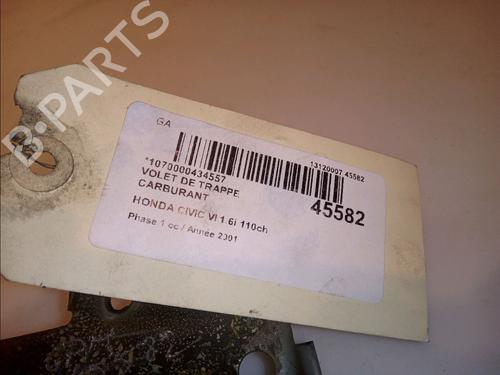 B-PARTS
GA
*1070000434557
13120007 45582
VOLET DE TRAPPE
CARBURANT
45582
HONDA CIVIC VI 1.6i 110ch
Phase 1 cc / Année 2001